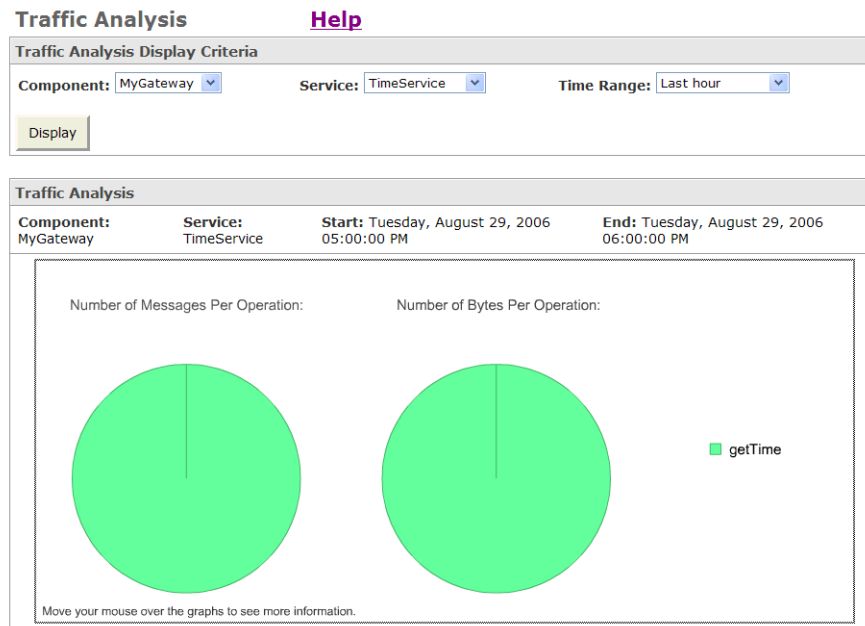 Traffic Analysis Help
Traffic Analysis Display Criteria
Component: MyGateway Service: TimeService Time Range: Last hour
Display
Traffic Analysis
Component: Service: Start: Tuesday, August 29, 2006 End: Tuesday, August 29, 2006
MyGateway TimeService 05:00:00 PM 06:00:00 PM
Number of Messages Per Operation: Number of Bytes Per Operation:
getTime
Move your mouse over the graphs to see more information.